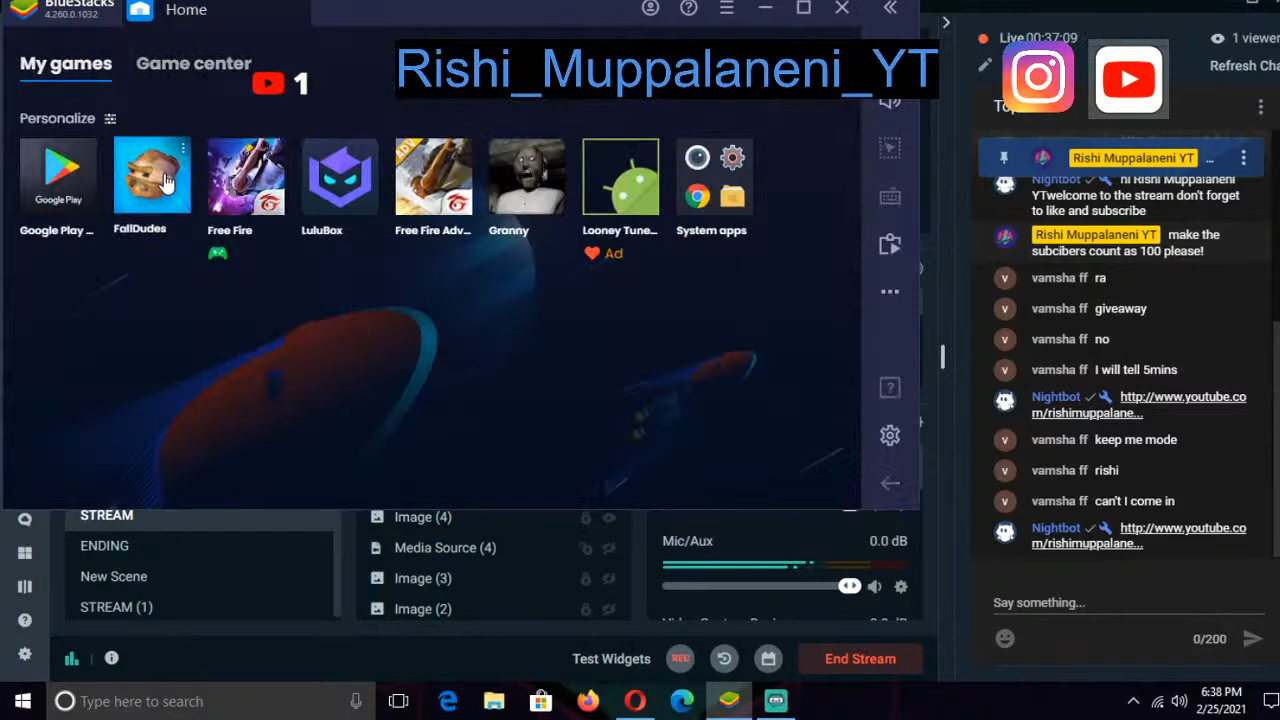 BlueStacks
4.260.0.1032
Home
My games
Game center
1
Rishi_Muppalaneni_YT
Personalize
Google Play
Google Play ...
FallDudes
Free Fire
LuluBox
ADV
Free Fire Adv...
Granny
Looney Tune...
Ad
System apps
Live 00:37:09
1 viewer
Refresh Cha
Rishi Muppalaneni YT ...
Nightbot hi Rishi Muppalaneni
YTwelcome to the stream don't forget
to like and subscribe
Rishi Muppalaneni YT make the
subcibers count as 100 please!
v vamsha ff ra
v vamsha ff giveaway
v vamsha ff no
v vamsha ff I will tell 5mins
Nightbot http://www.youtube.co
m/rishimuppalane...
v vamsha ff keep me mode
v vamsha ff rishi
v vamsha ff can't I come in
Nightbot http://www.youtube.co
m/rishimuppalane...
Say something...
0/200
STREAM
ENDING
New Scene
STREAM (1)
Image (4)
Media Source (4)
Image (3)
Image (2)
Mic/Aux
0.0 dB
Test Widgets
REC
End Stream
Type here to search
6:38 PM
2/25/2021